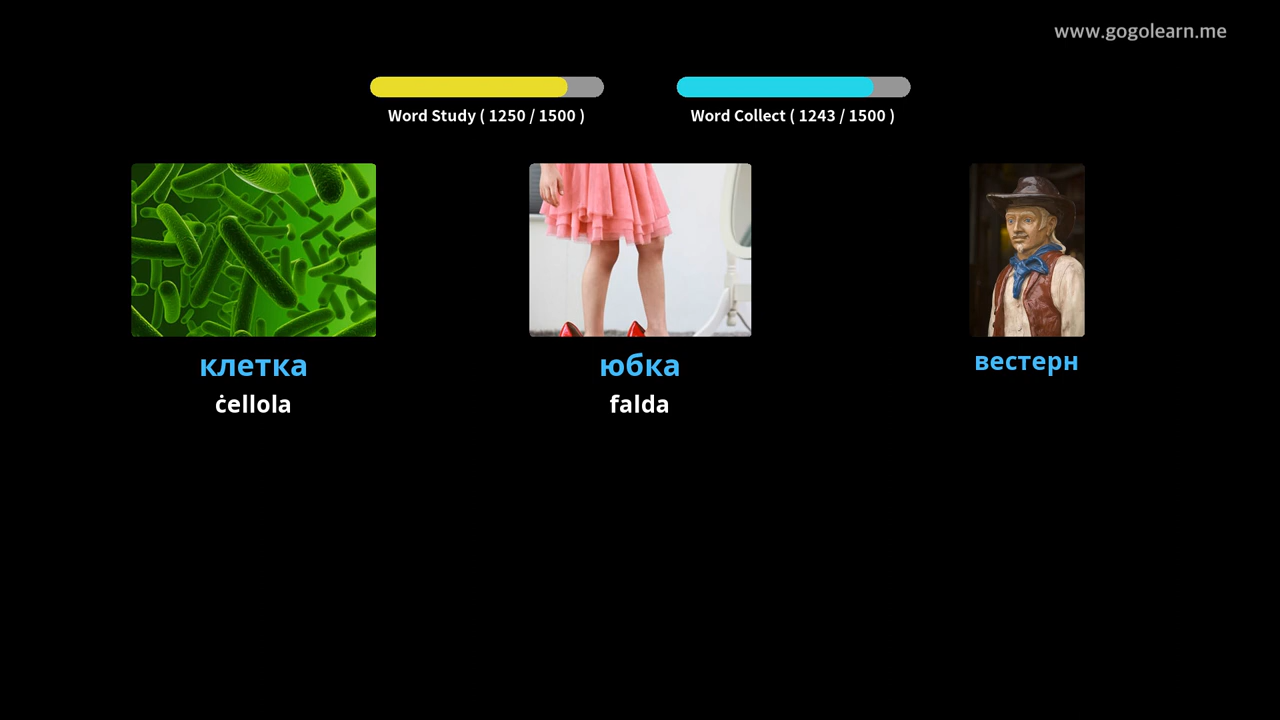 www.gogolearn.me
Word Study ( 1250 / 1500 )
Word Collect ( 1243 / 1500 )
клетка
ċellola
юбка
falda
вестерн